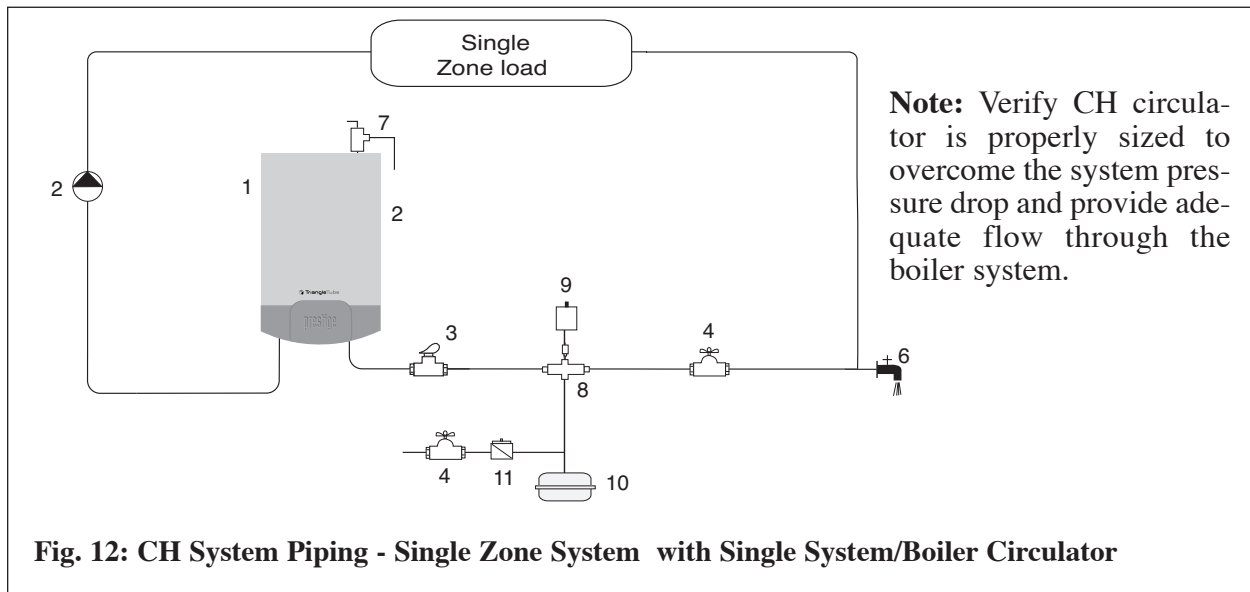 Single
Zone load
7
1
2
2
9
3
4
6
8
4
11
10
TriangleTube
prestige
Note: Verify CH circula-
tor is properly sized to
overcome the system pres-
sure drop and provide ade-
quate flow through the
boiler system.
Fig. 12: CH System Piping - Single Zone System with Single System/Boiler Circulator